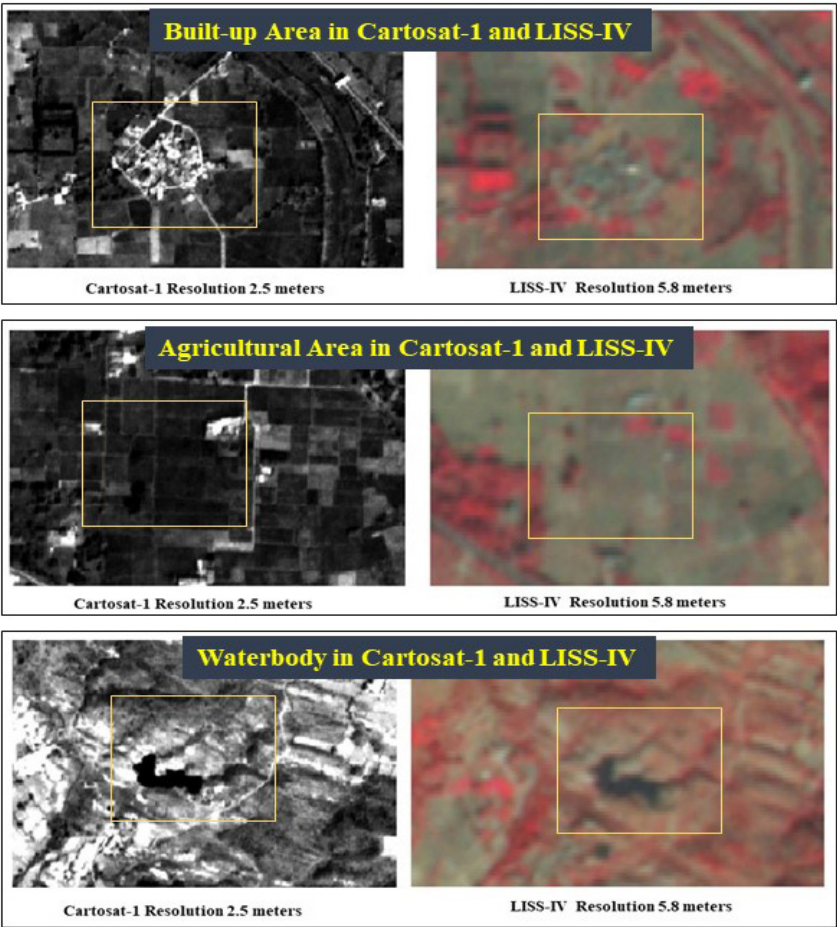 Built-up Area in Cartosat-1 and LISS-IV
Cartosat-1 Resolution 2.5 meters
LISS-IV Resolution 5.8 meters
Agricultural Area in Cartosat-1 and LISS-IV
Cartosat-1 Resolution 2.5 meters
LISS-IV Resolution 5.8 meters
Waterbody in Cartosat-1 and LISS-IV
Cartosat-1 Resolution 2.5 meters
LISS-IV Resolution 5.8 meters